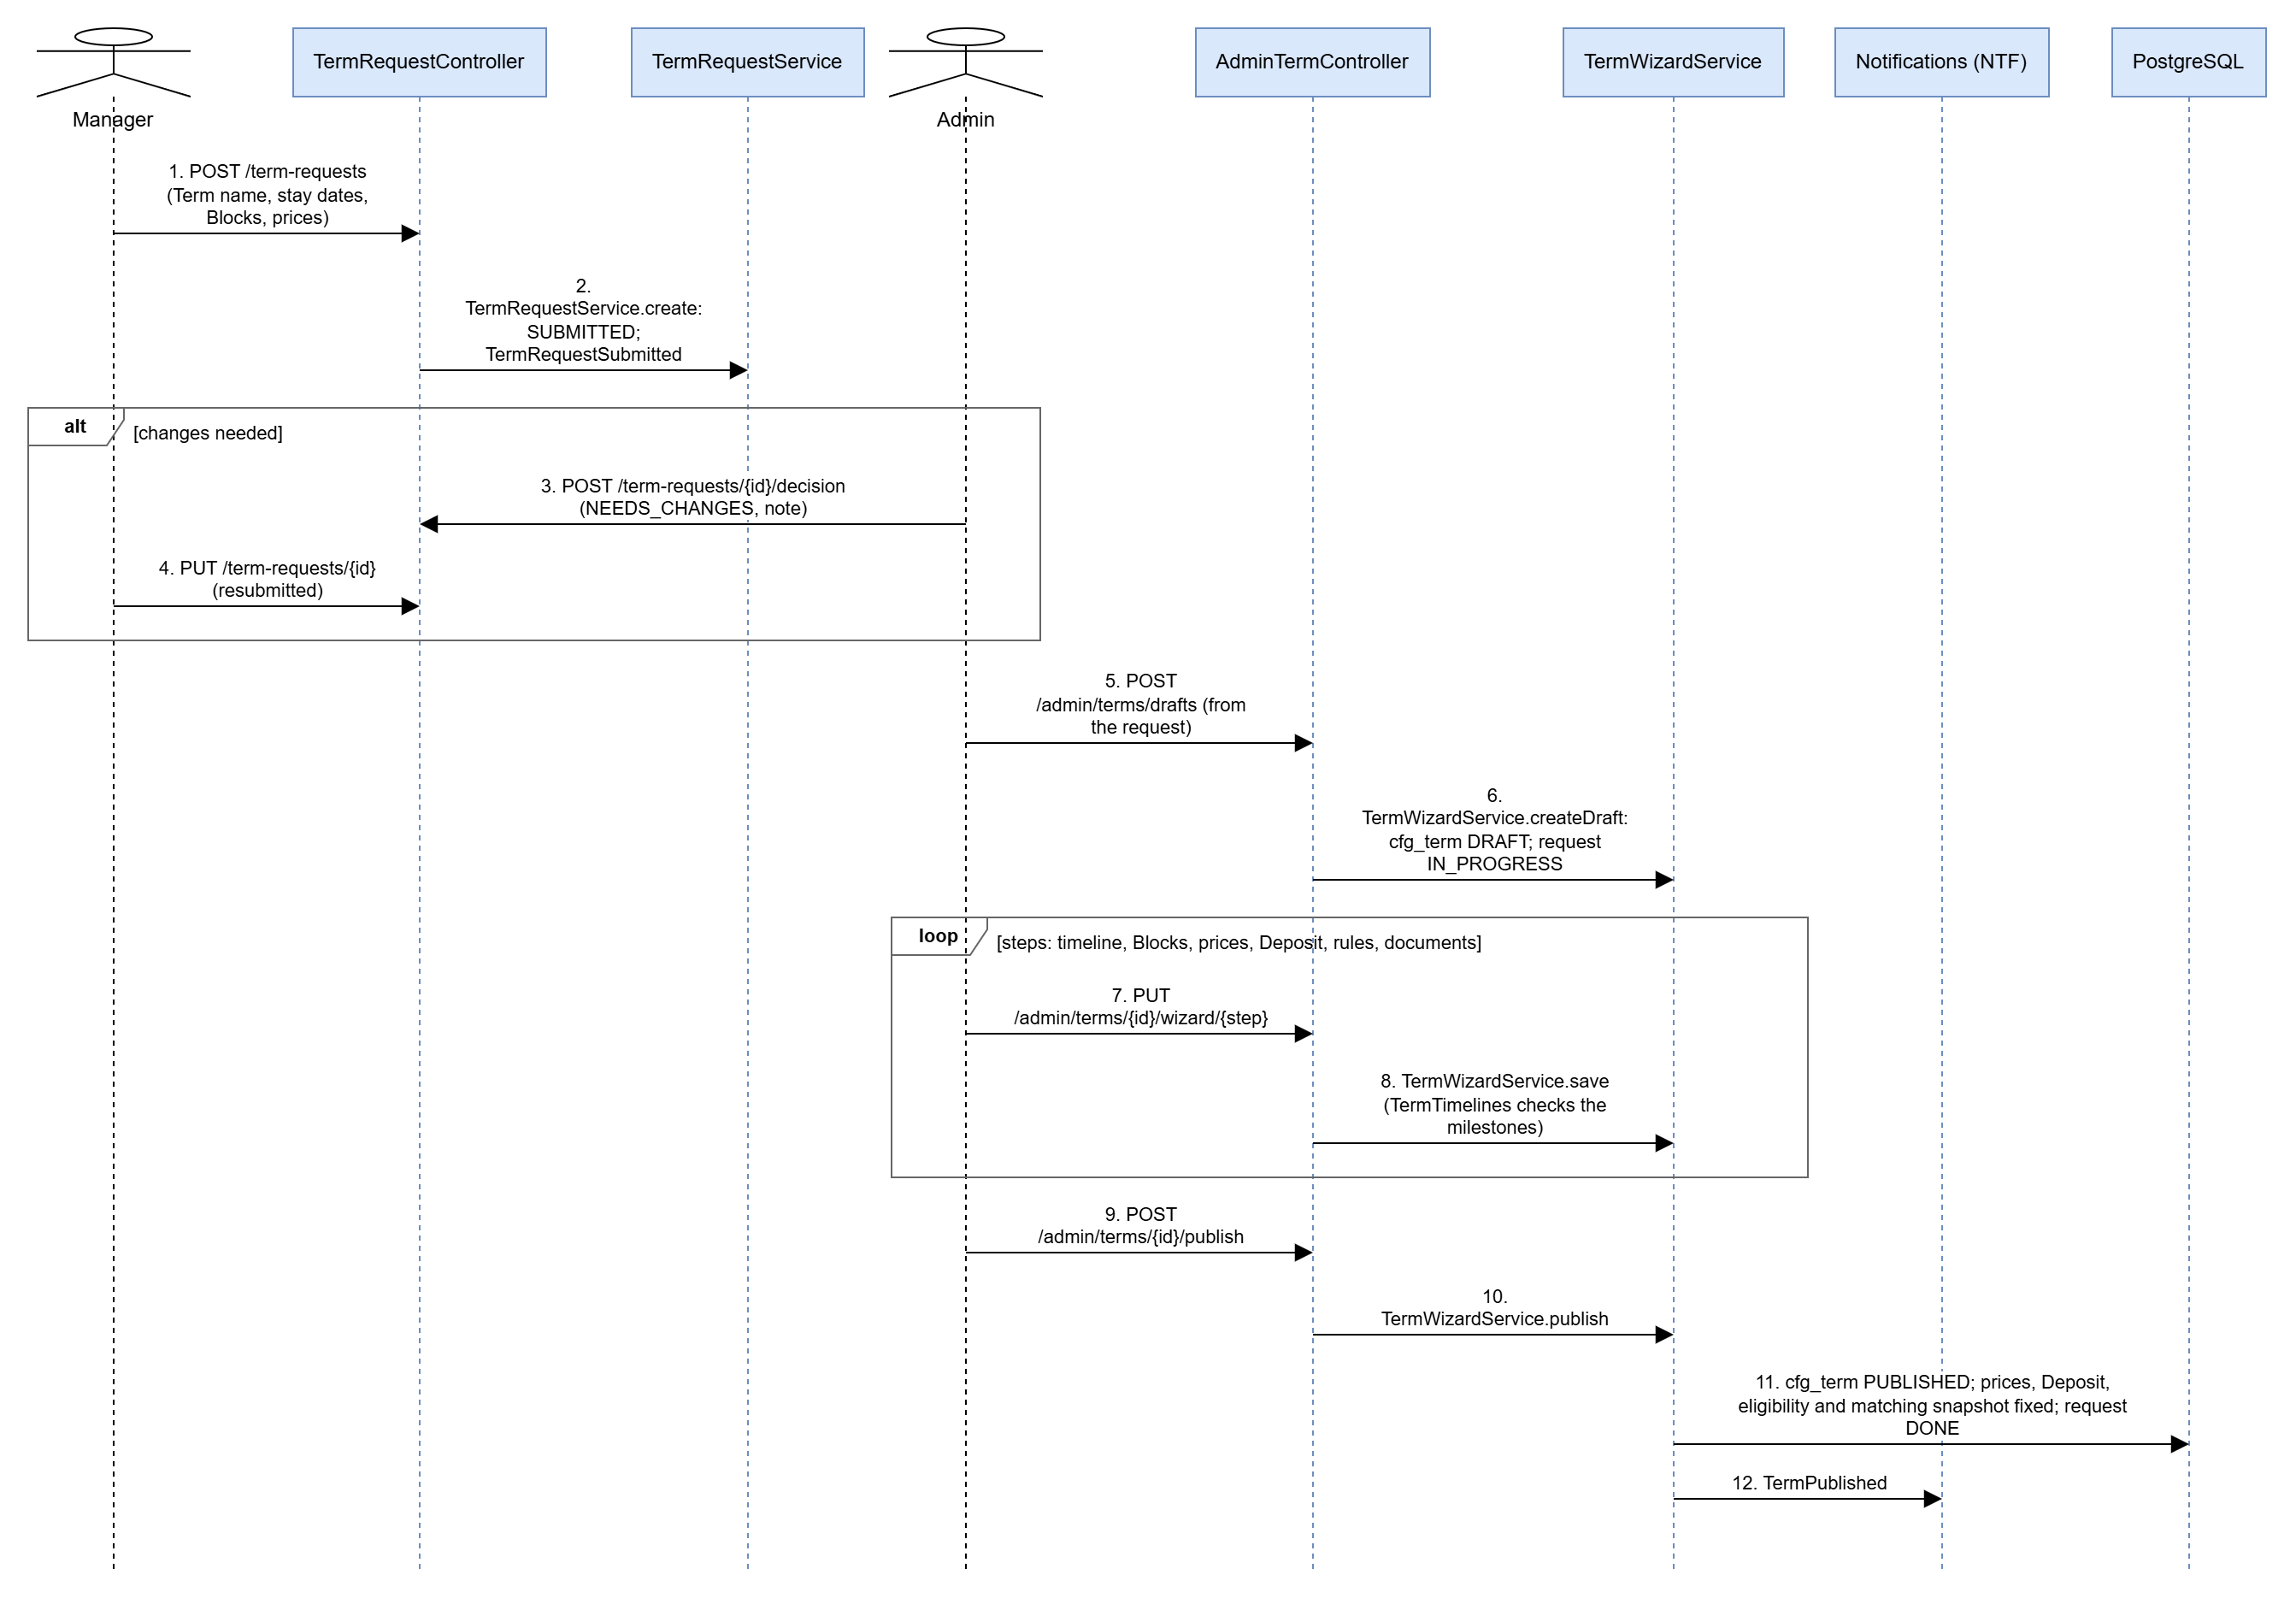 TermRequestController
TermRequestService
AdminTermController
TermWizardService
Notifications (NTF)
PostgreSQL
Manager
Admin
1. POST /term-requests
(Term name, stay dates,
Blocks, prices)
2.
TermRequestService.create:
SUBMITTED;
TermRequestSubmitted
alt
[changes needed]
3. POST /term-requests/{id}/decision
(NEEDS_CHANGES, note)
4. PUT /term-requests/{id}
(resubmitted)
5. POST
/admin/terms/drafts (from
the request)
6.
TermWizardService.createDraft:
cfg_term DRAFT; request
IN_PROGRESS
loop
[steps: timeline, Blocks, prices, Deposit, rules, documents]
7. PUT
/admin/terms/{id}/wizard/{step}
8. TermWizardService.save
(TermTimelines checks the
milestones)
9. POST
/admin/terms/{id}/publish
10.
TermWizardService.publish
11. cfg_term PUBLISHED; prices, Deposit,
eligibility and matching snapshot fixed; request
DONE
12. TermPublished